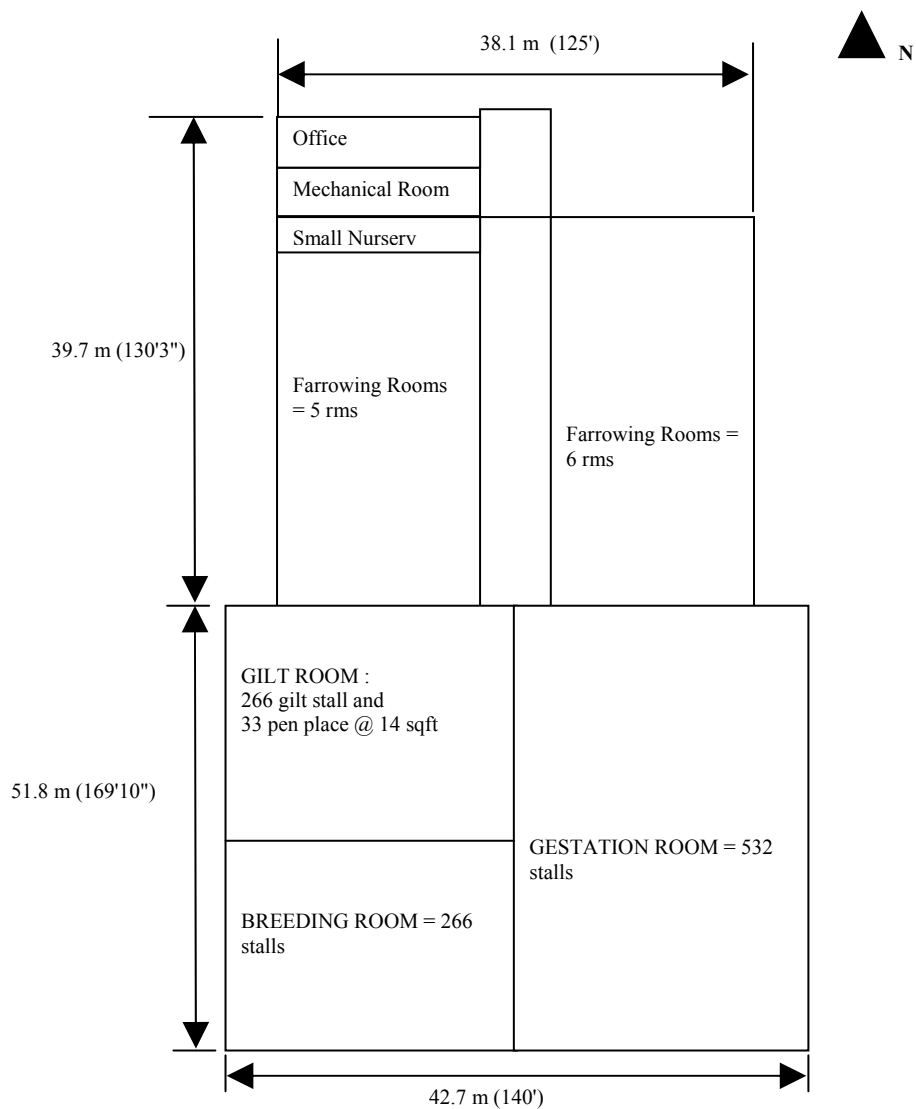 38.1 m (125')
N
Office
Mechanical Room
Small Nurserv
39.7 m (130'3")
Farrowing Rooms
= 5 rms
Farrowing Rooms =
6 rms
GILT ROOM :
266 gilt stall and
33 pen place @ 14 sqft
51.8 m (169'10")
GESTATION ROOM = 532
stalls
BREEDING ROOM = 266
stalls
42.7 m (140')